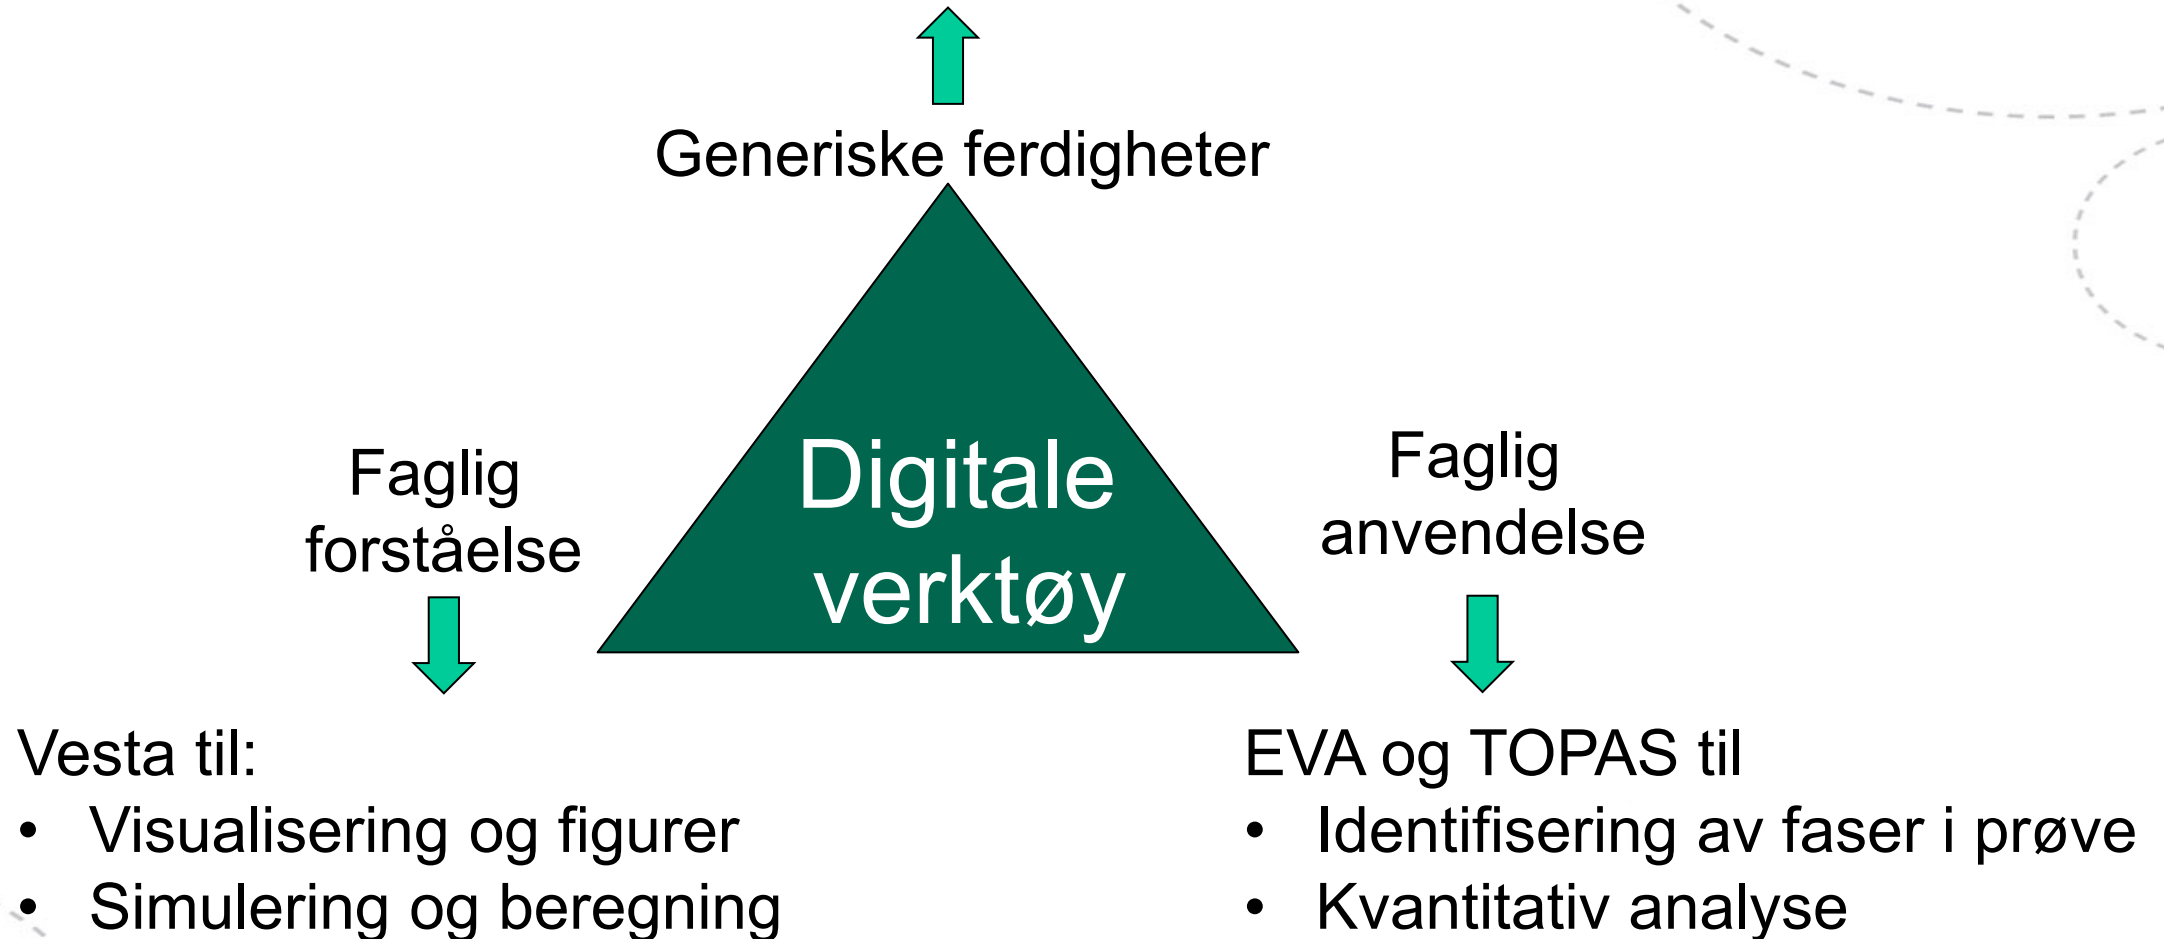 Generiske ferdigheter
Faglig
forståelse
Digitale
verktøy
Faglig
anvendelse
Vesta til:
• Visualisering og figurer
• Simulering og beregning
EVA og TOPAS til
• Identifisering av faser i prøve
• Kvantitativ analyse